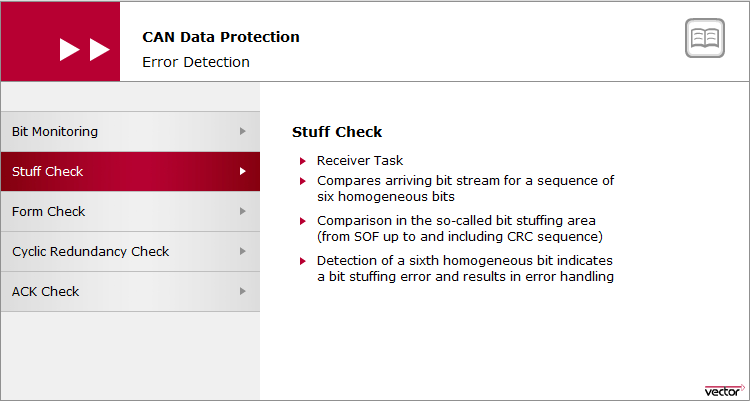 CAN Data Protection
Error Detection
Bit Monitoring
Stuff Check
Form Check
Cyclic Redundancy Check
ACK Check
Stuff Check
Receiver Task
Compares arriving bit stream for a sequence of
six homogeneous bits
Comparison in the so-called bit stuffing area
(from SOF up to and including CRC sequence)
Detection of a sixth homogeneous bit indicates
a bit stuffing error and results in error handling
vector